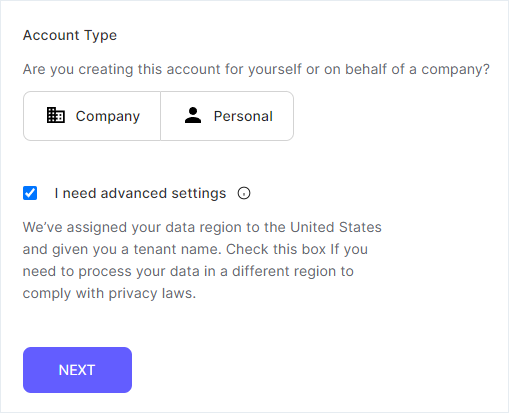 Account Type
Are you creating this account for yourself or on behalf of a company?
Company
Personal
I need advanced settings
We’ve assigned your data region to the United States
and given you a tenant name. Check this box If you
need to process your data in a different region to
comply with privacy laws.
NEXT